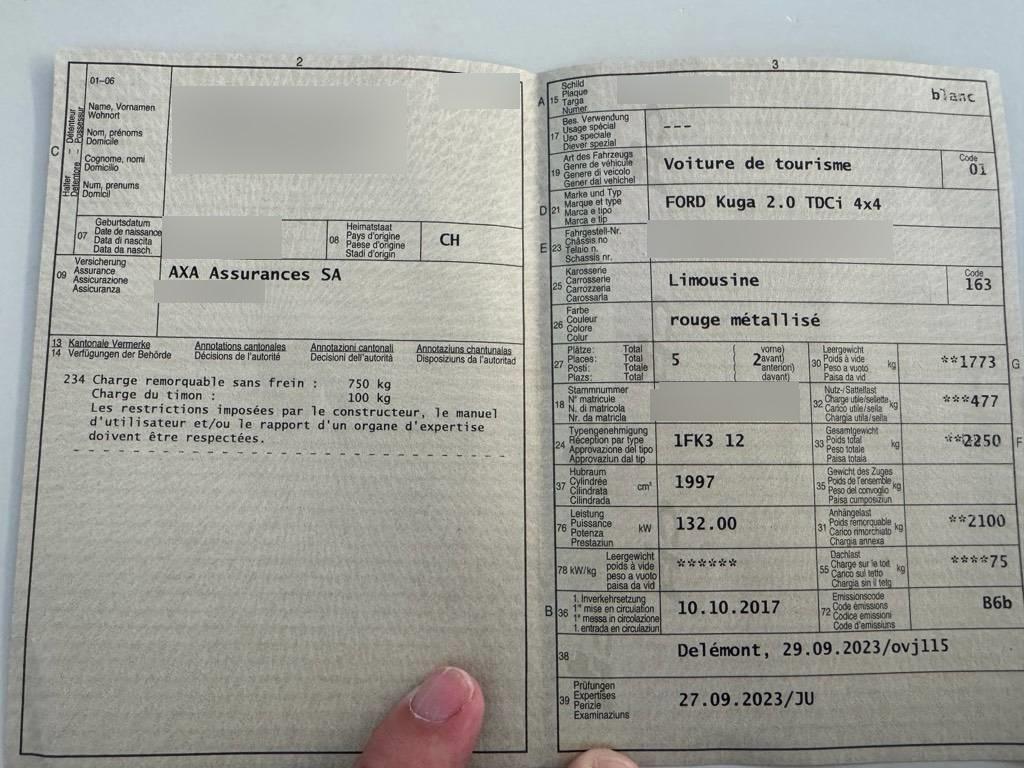 2
01–06
Name, Vornamen
Wohnort
Nom, prénoms
Domicile
Cognome, nomi
Domicilio
Num, prenums
Domicil
C
Halter – Détenteur
Detentore – Possessur
07
Geburtsdatum
Date de naissance
Data di nascita
Data da nasch.
08
Heimatstaat
Pays d'origine
Paese d'origine
Stadi d'origin
CH
09
Versicherung
Assurance
Assicurazione
Assicuranza
AXA Assurances SA
13 Kantonale Vermerke Annotations cantonales Annotazioni cantonali Annotaziuns chantunalas
14 Verfügungen der Behörde Décisions de l'autorité Decisioni dell'autorità Disposiziuns da l'autoritad
234 Charge remorquable sans frein : 750 kg
Charge du timon : 100 kg
Les restrictions imposées par le constructeur, le manuel
d'utilisateur et/ou le rapport d'un organe d'expertise
doivent être respectées.
3
A 15
Schild
Plaque
Targa
Numer
blanc
17
Bes. Verwendung
Usage spécial
Uso speciale
Diever spezial
---
19
Art des Fahrzeugs
Genre de véhicule
Genere di veicolo
Gener dal vehichel
Voiture de tourisme
Code
01
D 21
Marke und Typ
Marque et type
Marca e tipo
Marca e tip
FORD Kuga 2.0 TDCi 4x4
E 23
Fahrgestell-Nr.
Châssis no
Telaio n.
Schassis nr.
25
Karosserie
Carrosserie
Carrozzeria
Carossaria
Limousine
Code
163
26
Farbe
Couleur
Colore
Colur
rouge métallisé
27
Plätze: Total
Places: Totale
Posti: Totale
Plazs: Total
5
2
vorne)
avant)
anteriori)
davant)
30
Leergewicht
Poids à vide
Peso a vuoto
Paisa da vid
kg
**1773
G
18
Stammnummer
N° matricule
N. di matricola
Nr. da matricla
32
Nutz-/Sattellast
Charge utile/sellette
Carico utile/sella
Chargia utila/sella
kg
***477
24
Typengenehmigung
Réception par type
Approvazione del tipo
Approvaziun dal tip
1FK3 12
33
Gesamtgewicht
Poids total
Peso totale
Paisa totala
kg
**2250
F
37
Hubraum
Cylindrée
Cilindrata
Cilindrada
cm³
1997
35
Gewicht des Zuges
Poids de l'ensemble
Peso del convoglio
Paisa cumposiziun
kg
76
Leistung
Puissance
Potenza
Prestaziun
kW
132.00
31
Anhängelast
Poids remorquable
Carico rimorchiato
Chargia annexa
kg
**2100
78 kW/kg
Leergewicht
poids à vide
peso a vuoto
paisa da vid
******
55
Dachlast
Charge sur le toit
Carico sul tetto
Chargia sin il tetg
kg
****75
B 36
1. Inverkehrsetzung
1re mise en circulation
1a messa in circolazione
1. entrada en circulaziun
10.10.2017
72
Emissionscode
Code émissions
Codice emissioni
Code d'emissiuns
B6b
38
Delémont, 29.09.2023/ovj115
39
Prüfungen
Expertises
Perizie
Examinaziuns
27.09.2023/JU